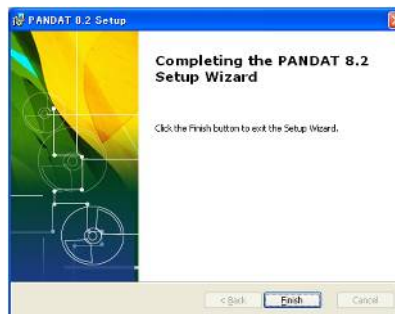 PANDAT 8.2 Setup
Completing the PANDAT 8.2
Setup Wizard
Click the Finish button to exit the Setup Wizard.
< Back
Finish
Cancel